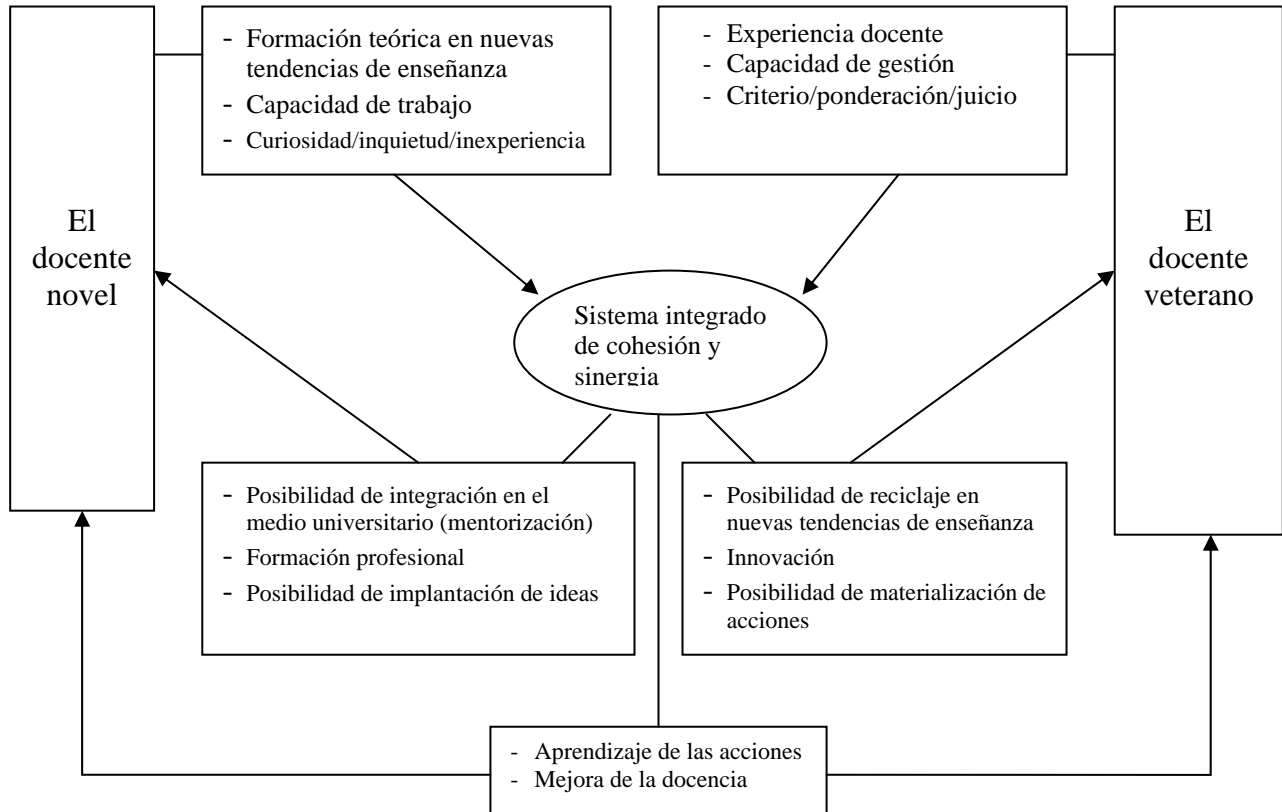 - Formación teórica en nuevas
tendencias de enseñanza
- Capacidad de trabajo
- Curiosidad/inquietud/inexperiencia
- Experiencia docente
- Capacidad de gestión
- Criterio/ponderación/juicio
El
docente
novel
El
docente
veterano
Sistema integrado
de cohesión y
sinergia
- Posibilidad de integración en el
medio universitario (mentorización)
- Formación profesional
- Posibilidad de implantación de ideas
- Posibilidad de reciclaje en
nuevas tendencias de enseñanza
- Innovación
- Posibilidad de materialización de
acciones
- Aprendizaje de las acciones
- Mejora de la docencia